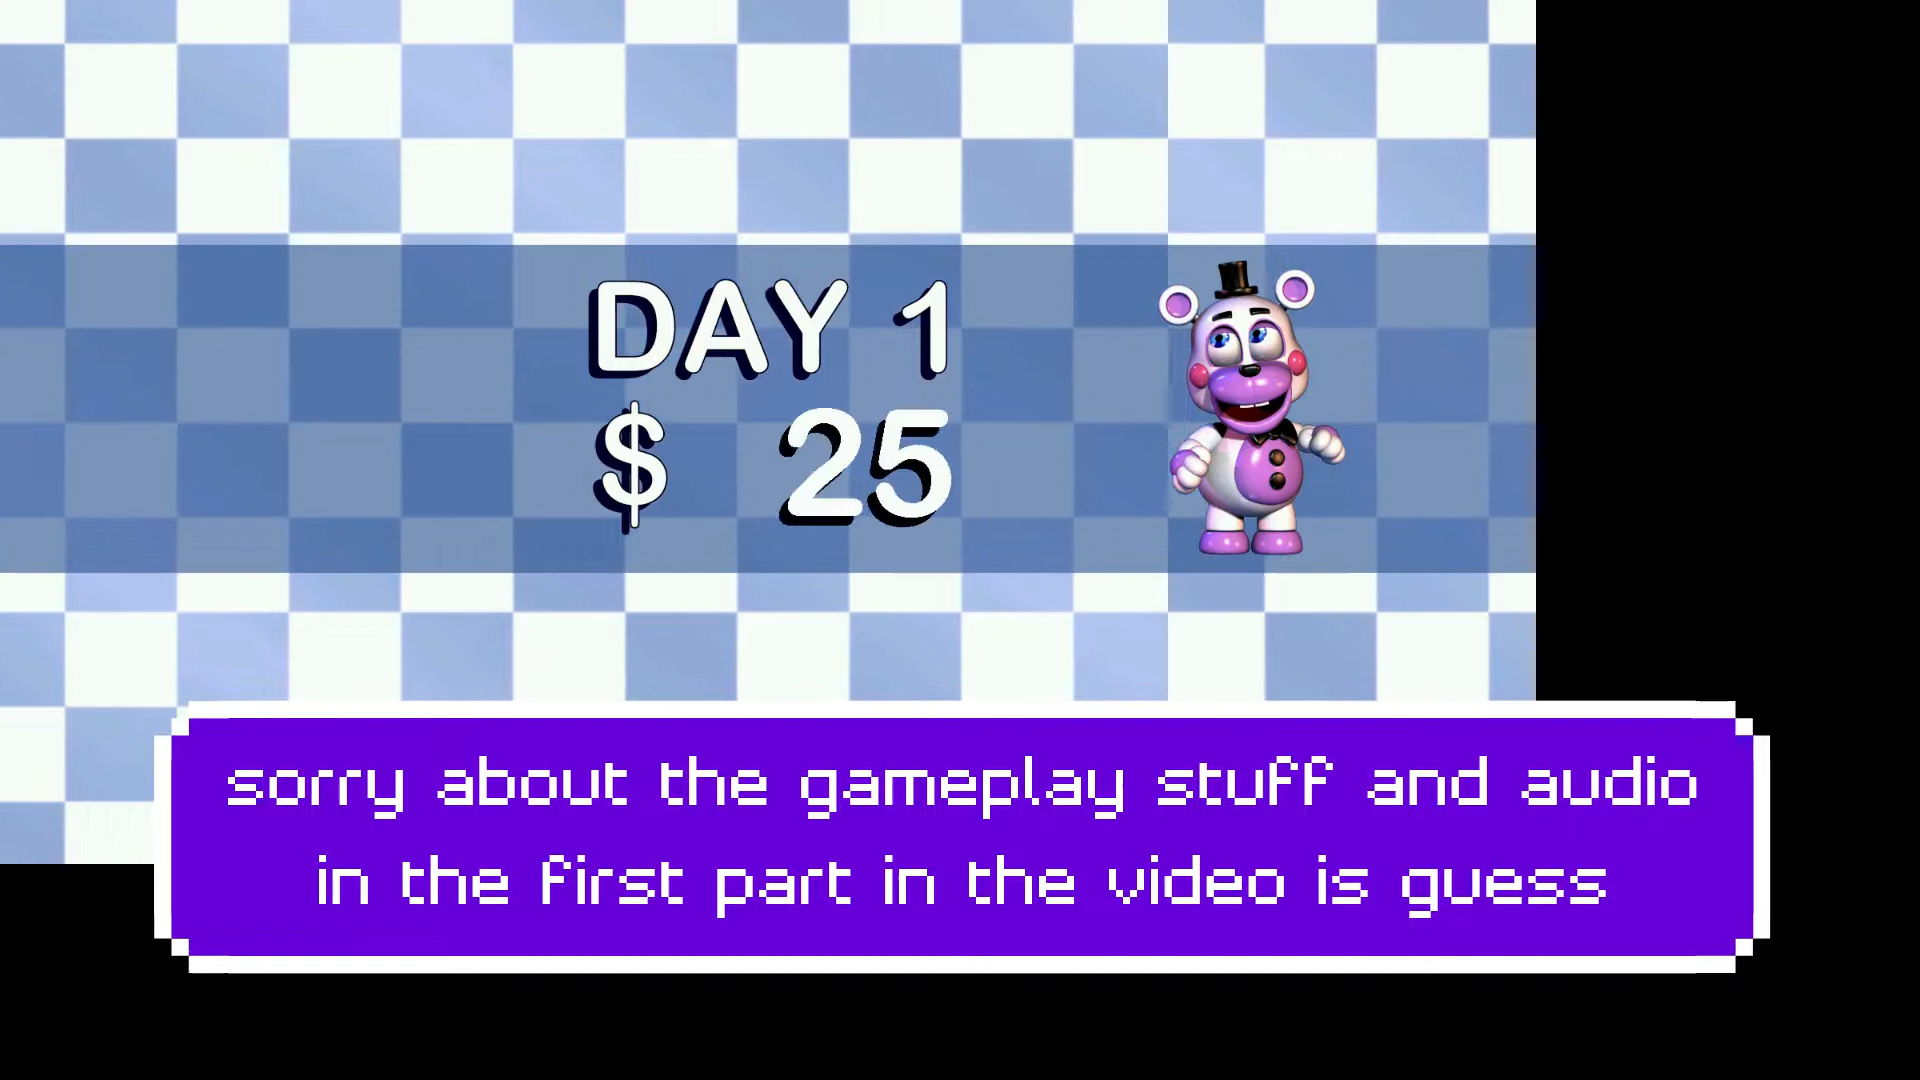 DAY 1
$ 25
sorry about the gameplay stuff and audio
in the first part in the video is guess